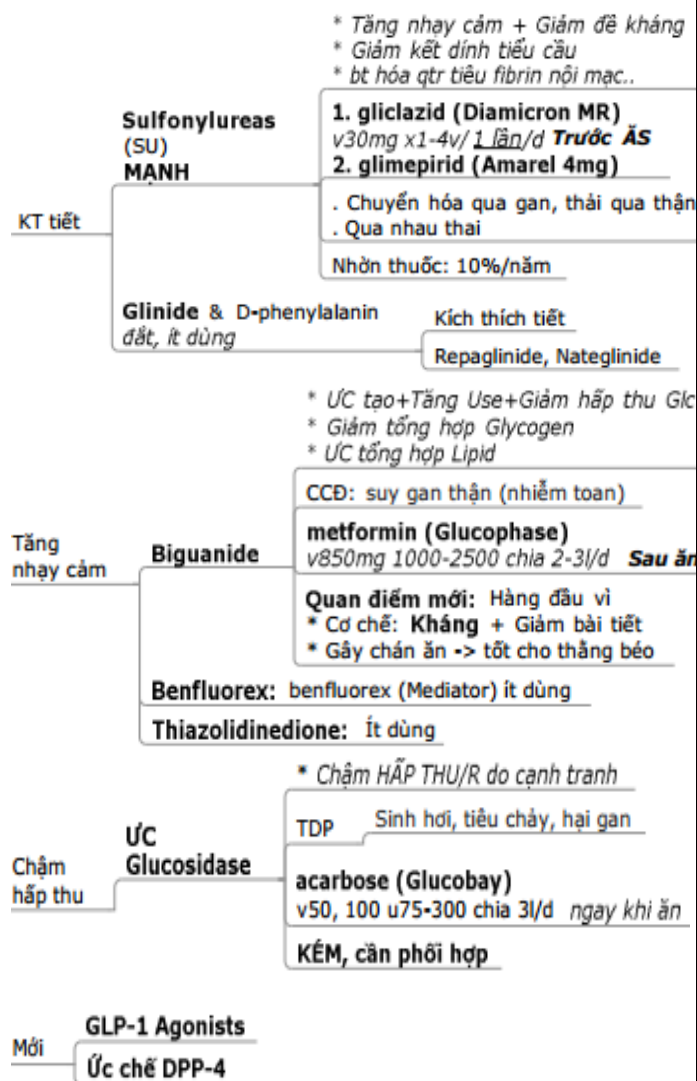 * Tăng nhạy cảm + Giảm đề kháng
* Giảm kết dính tiểu cầu
* bt hóa qtr tiêu fibrin nội mạc..
Sulfonylureas
(SU)
MẠNH
1. gliclazid (Diamicron MR)
v30mg x1-4v/ 1 lần/d Trước ĂS
2. glimepirid (Amarel 4mg)
. Chuyển hóa qua gan, thải qua thận
. Qua nhau thai
Nhờn thuốc: 10%/năm
KT tiết
Glinide & D-phenylalanin
đắt, ít dùng
Kích thích tiết
Repaglinide, Nateglinide
* ƯC tạo+Tăng Use+Giảm hấp thu Glc
* Giảm tổng hợp Glycogen
* ƯC tổng hợp Lipid
CCĐ: suy gan thận (nhiễm toan)
Tăng
nhạy cảm
Biguanide
metformin (Glucophase)
v850mg 1000-2500 chia 2-3l/d Sau ăn
Quan điểm mới: Hàng đầu vì
* Cơ chế: Kháng + Giảm bài tiết
* Gây chán ăn -> tốt cho thằng béo
Benfluorex: benfluorex (Mediator) ít dùng
Thiazolidinedione: Ít dùng
* Chậm HẤP THU/R do cạnh tranh
TDP
Sinh hơi, tiêu chảy, hại gan
Chậm
hấp thu
ƯC
Glucosidase
acarbose (Glucobay)
v50, 100 u75-300 chia 3l/d ngay khi ăn
KÉM, cần phối hợp
Mới
GLP-1 Agonists
Ức chế DPP-4